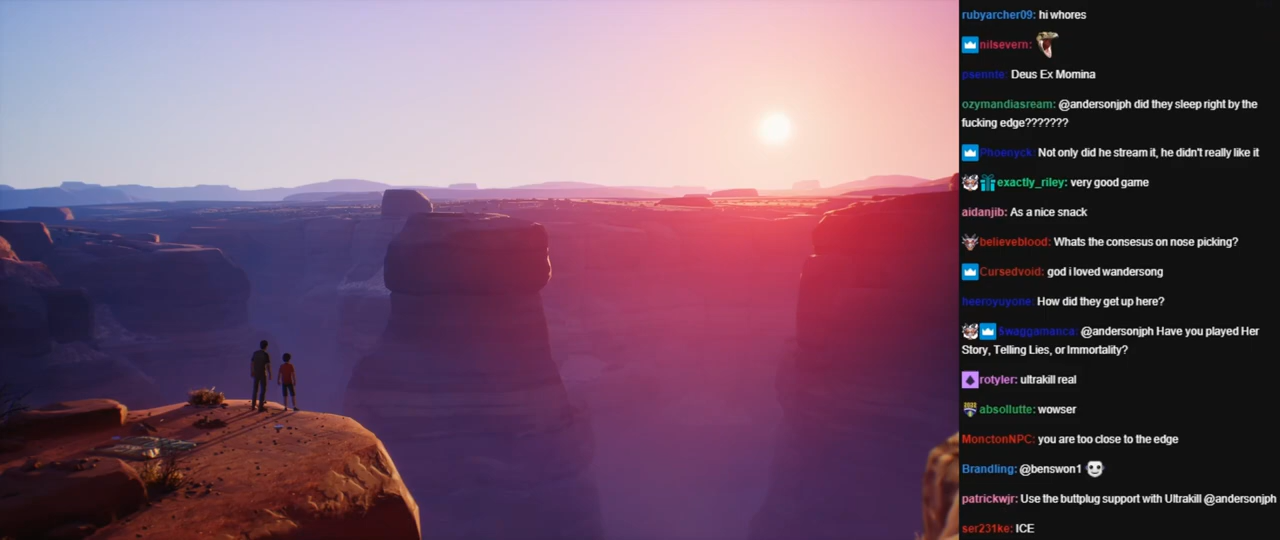 rubyarcher09: hi whores
nilsevern:
psennte: Deus Ex Momina
ozymandiasream: @andersonjph did they sleep right by the
fucking edge???????
Phoenyck: Not only did he stream it, he didn't really like it
exactly_riley: very good game
aidanjib: As a nice snack
believeblood: Whats the consesus on nose picking?
Cursedvoid: god i loved wandersong
heeroyuyone: How did they get up here?
Swaggamanca: @andersonjph Have you played Her
Story, Telling Lies, or Immortality?
rotyler: ultrakill real
absollutte: wowser
MonctonNPC: you are too close to the edge
Brandling: @benswon1
patrickwjr: Use the buttplug support with Ultrakill @andersonjph
ser231ke: ICE